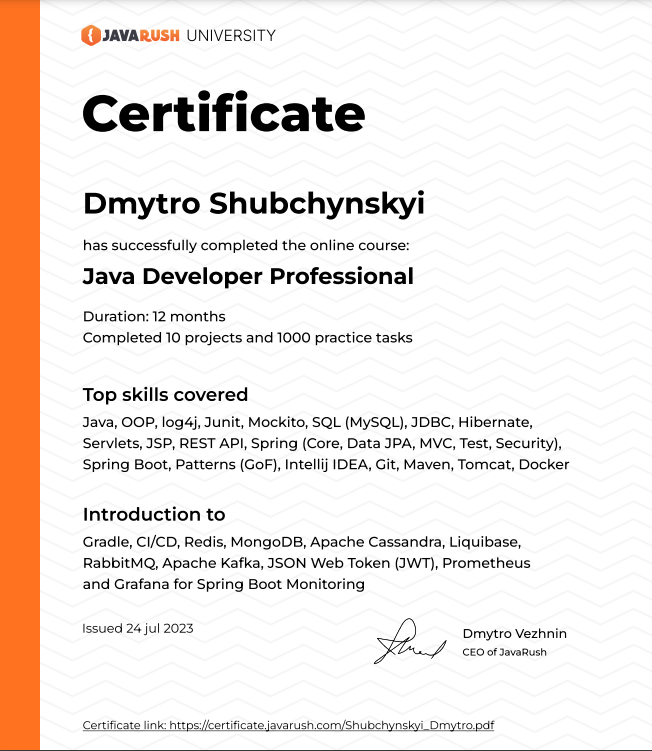 JAVARUSH UNIVERSITY
Certificate
Dmytro Shubchynskyi
has successfully completed the online course:
Java Developer Professional
Duration: 12 months
Completed 10 projects and 1000 practice tasks
Top skills covered
Java, OOP, log4j, Junit, Mockito, SQL (MySQL), JDBC, Hibernate,
Servlets, JSP, REST API, Spring (Core, Data JPA, MVC, Test, Security),
Spring Boot, Patterns (GoF), Intellij IDEA, Git, Maven, Tomcat, Docker
Introduction to
Gradle, CI/CD, Redis, MongoDB, Apache Cassandra, Liquibase,
RabbitMQ, Apache Kafka, JSON Web Token (JWT), Prometheus
and Grafana for Spring Boot Monitoring
Issued 24 jul 2023
Dmytro Vezhnin
CEO of JavaRush
Certificate link: https://certificate.javarush.com/Shubchynskyi_Dmytro.pdf